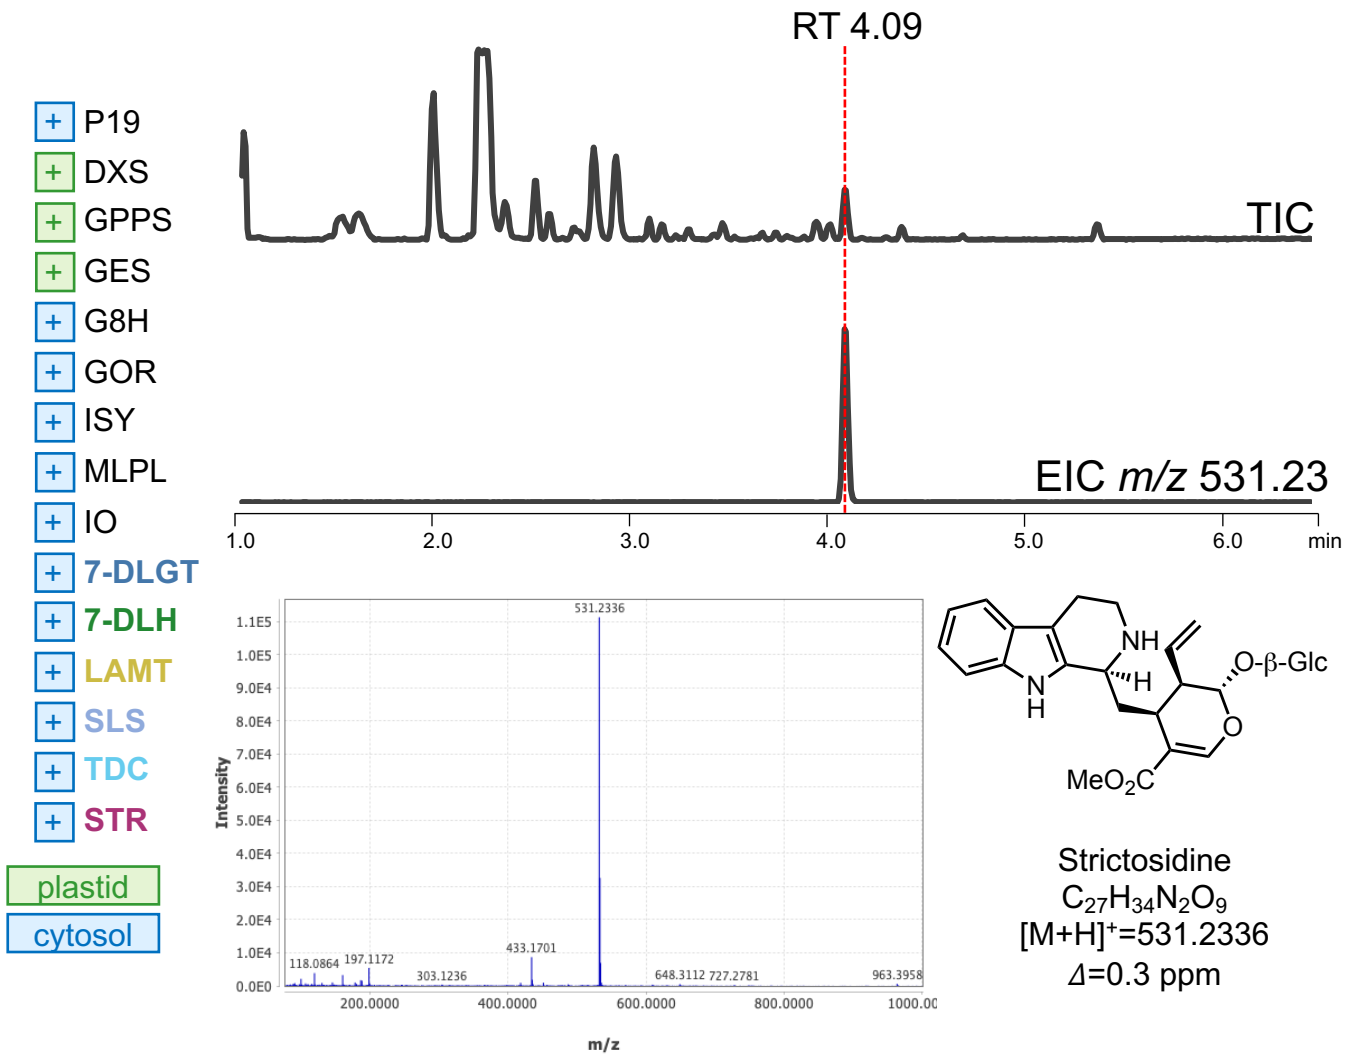 RT 4.09
+ P19
+ DXS
+ GPPS
+ GES
+ G8H
+ GOR
+ ISY
+ MLPL
+ IO
+ 7-DLGT
+ 7-DLH
+ LAMT
+ SLS
+ TDC
+ STR
plastid
cytosol
TIC
EIC m/z 531.23
1.0 2.0 3.0 4.0 5.0 6.0 min
Intensity
1.1E5
1.0E5
9.0E4
8.0E4
7.0E4
6.0E4
5.0E4
4.0E4
3.0E4
2.0E4
1.0E4
0.0E0
531.2336
433.1701
118.0864 197.1172
303.1236
648.3112 727.2781
963.3958
200.0000 400.0000 600.0000 800.0000 1000.00
m/z
NH
N
H
H
O-β-Glc
O
MeO₂C
Strictosidine
C₂₇H₃₄N₂O₉
[M+H]⁺=531.2336
Δ=0.3 ppm